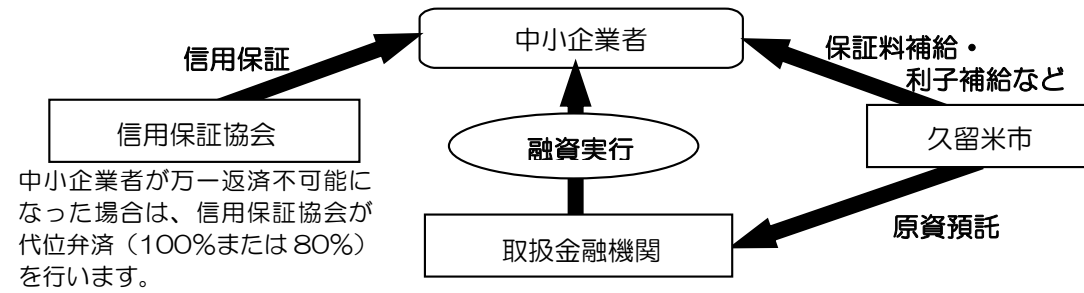 中小企業者
信用保証
保証料補給・
利子補給など
信用保証協会
融資実行
久留米市
中小企業者が万一返済不可能に
なった場合は、信用保証協会が
代位弁済（100％または80％）
を行います。
取扱金融機関
原資預託